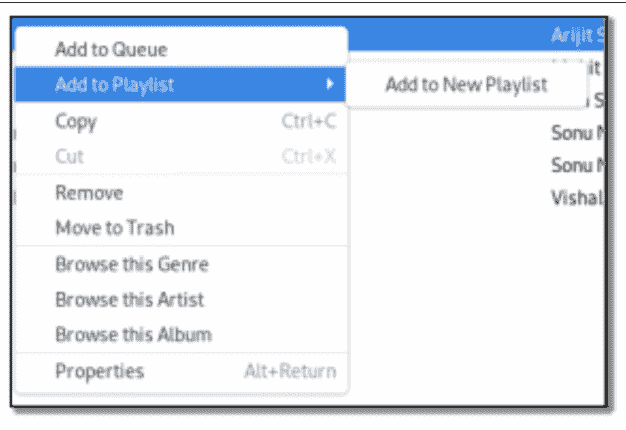 Arijit S
Add to Queue
Add to Playlist
Add to New Playlist
Copy Ctrl+C
Sonu
Cut Ctrl+X
Sonu
Remove
Vishal
Move to Trash
Browse this Genre
Browse this Artist
Browse this Album
Properties Alt+Return